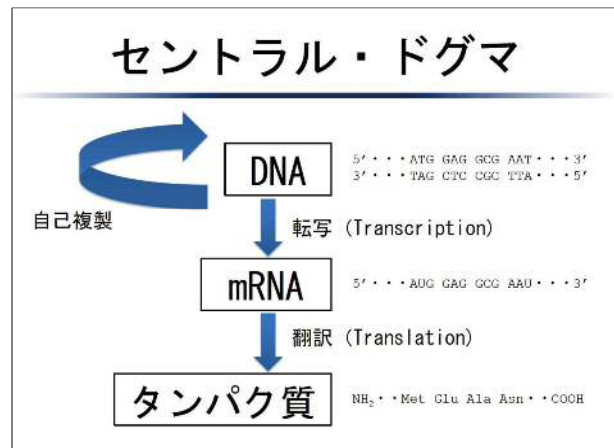 セントラル・ドグマ
DNA
5′・・・ATG GAG GCG AAT・・・3′
3′・・・TAG CTC CGC TTA・・・5′
自己複製
転写 (Transcription)
mRNA
5′・・・AUG GAG GCG AAU・・・3′
翻訳 (Translation)
タンパク質
NH₂・・Met Glu Ala Asn・・COOH